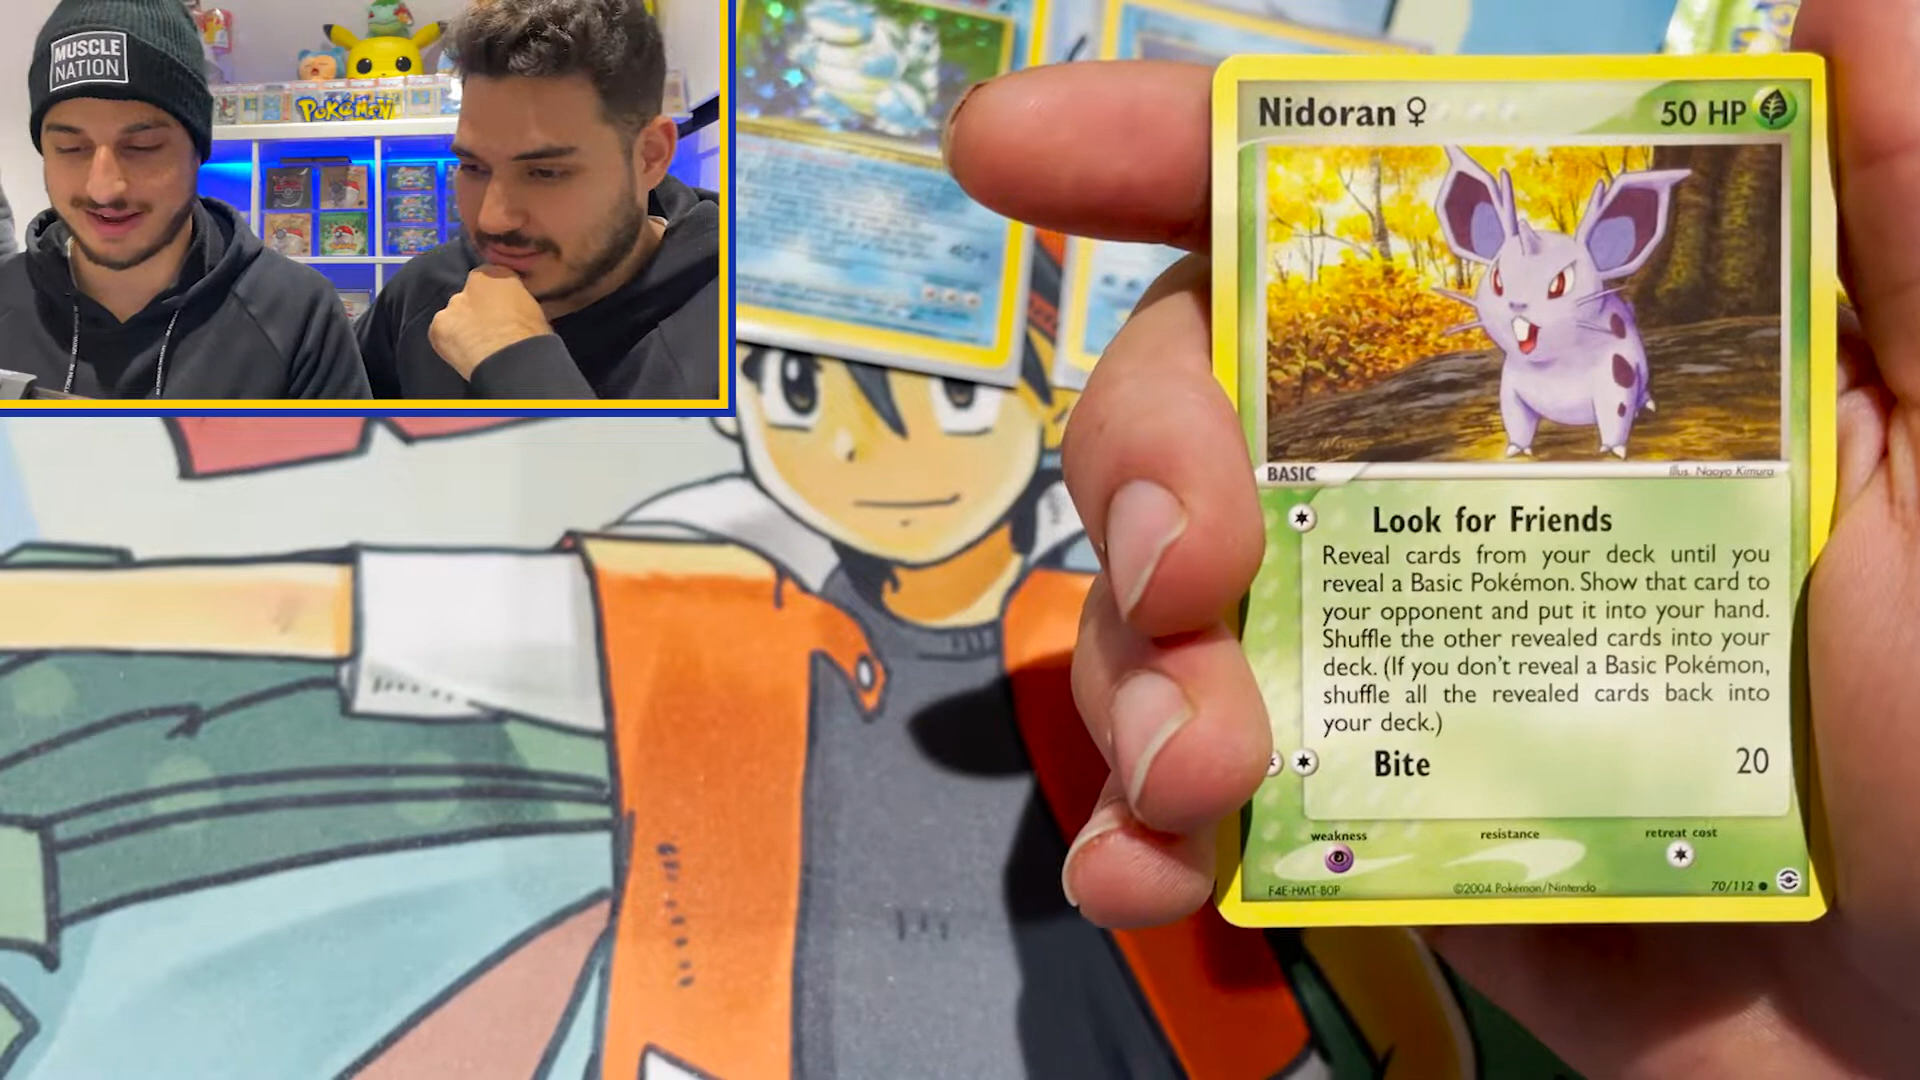 MUSCLE
NATION
POKéMON
40+
Nidoran ♀
50 HP
BASIC
Illus. Naoyo Kimura
Look for Friends
Reveal cards from your deck until you
reveal a Basic Pokémon. Show that card to
your opponent and put it into your hand.
Shuffle the other revealed cards into your
deck. (If you don't reveal a Basic Pokémon,
shuffle all the revealed cards back into
your deck.)
Bite
20
weakness
resistance
retreat cost
F4E-HMT-BOP
©2004 Pokémon/Nintendo
70/112